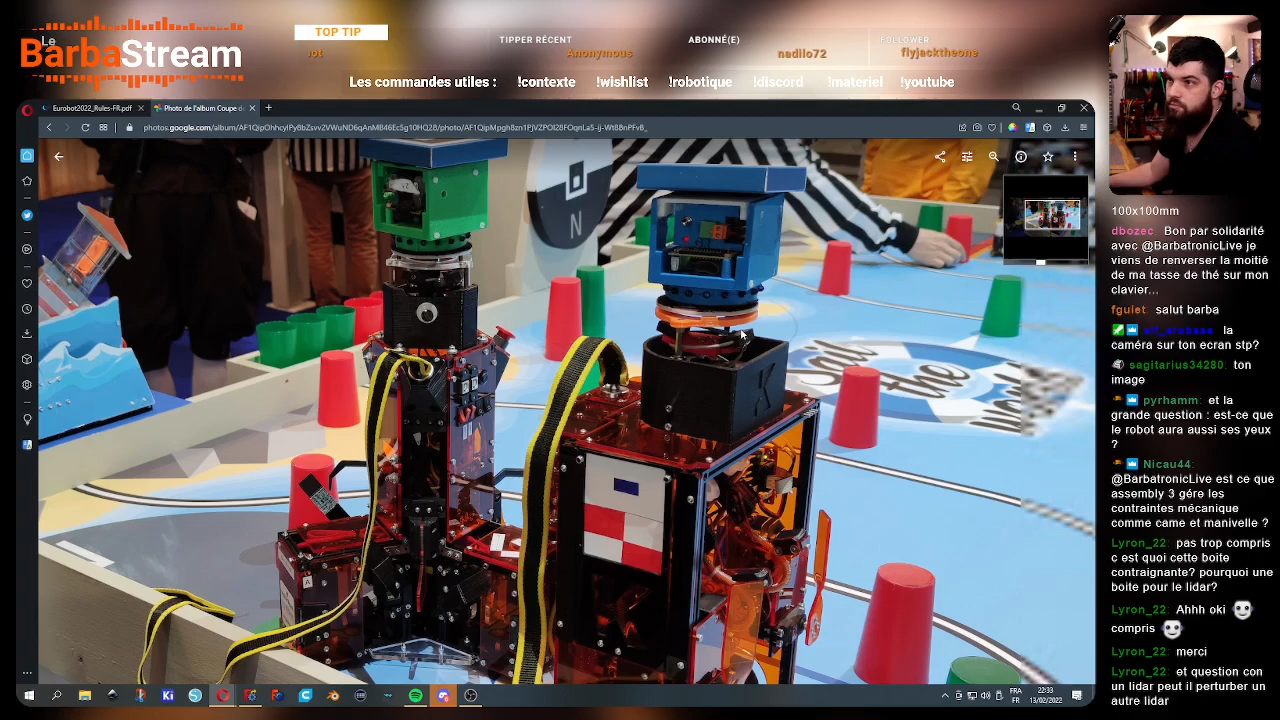 Le
BarbaStream
TOP TIP
TIPPER RÉCENT
Anonymous
ABONNÉ(E)
nadilo72
FOLLOWER
flyjacktheone
Les commandes utiles : !contexte !wishlist !robotique !discord !materiel !youtube
Eurobot2022_Rules-FR.pdf
Photo de l'album Coupe d
N
Sail
the
FRA
FR
22:33
13/02/2022
100x100mm
dbozec: Bon par solidarité
avec @BarbatronicLive je
viens de renverser la moitié
de ma tasse de thé sur mon
clavier...
fgulet: salut barba
la
caméra sur ton ecran stp?
sagitarius34280: ton
image
pyrhamm: et la
grande question : est-ce que
le robot aura aussi ses yeux
?
Nicau44:
@BarbatronicLive est ce que
assembly 3 gére les
contraintes mécanique
comme came et manivelle ?
Lyron_22: pas trop compris
c est quoi cette boite
contraignante? pourquoi une
boite pour le lidar?
Lyron_22: Ahhh oki
compris
Lyron_22: merci
Lyron_22: et question con
un lidar peut il perturber un
autre lidar